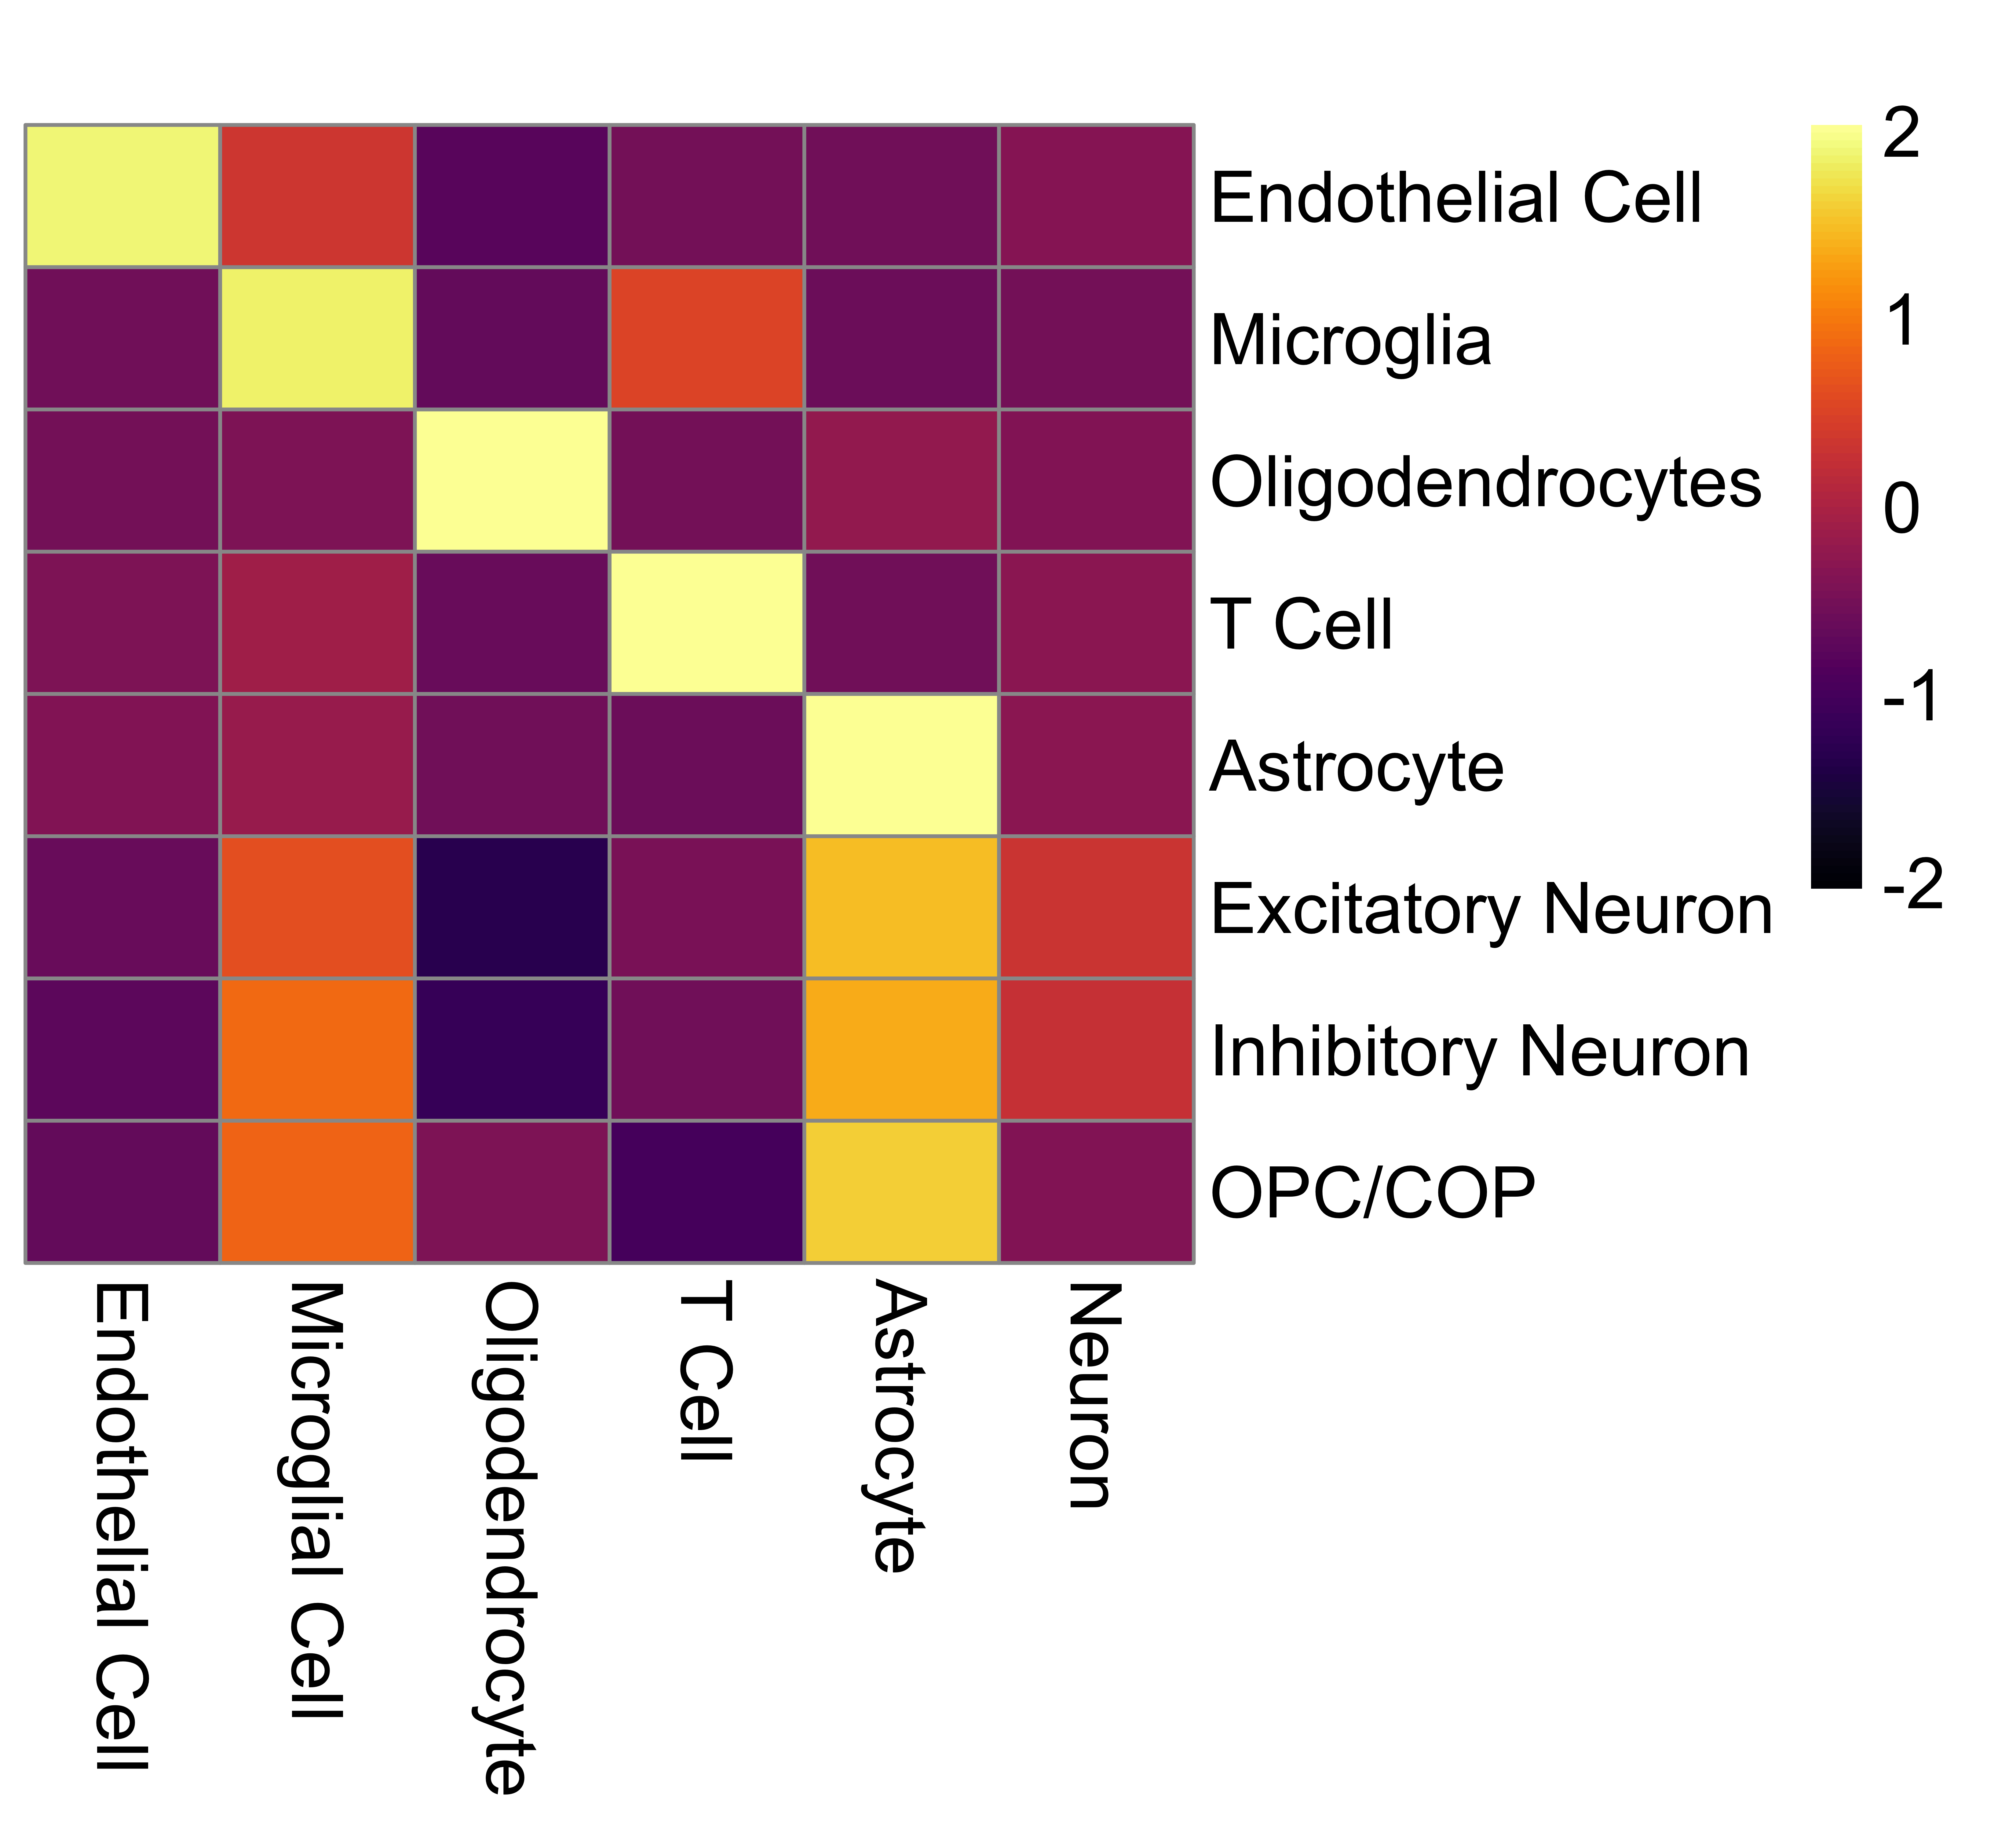 Endothelial Cell
Microglia
Oligodendrocytes
T Cell
Astrocyte
Excitatory Neuron
Inhibitory Neuron
OPC/COP
2
1
0
-1
-2
Endothelial Cell
Microglial Cell
Oligodendrocyte
T Cell
Astrocyte
Neuron